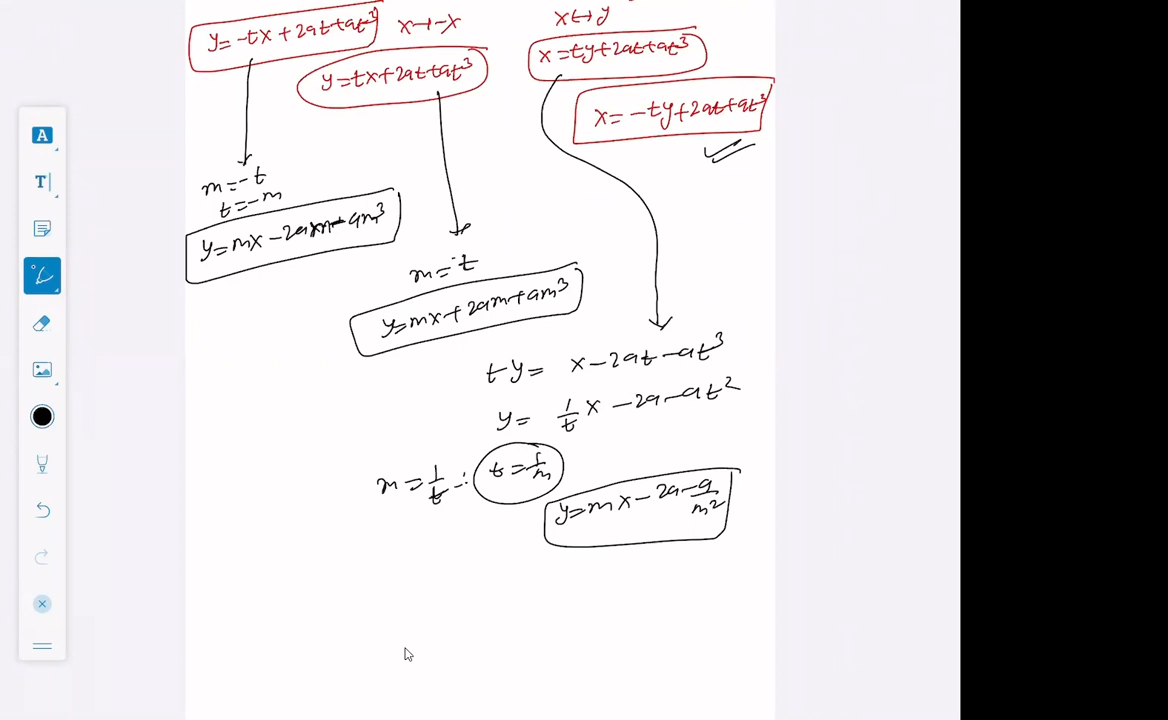 y=-tx+2at+at³ x→-x x↔y
y=tx+2at+at³ x=ty+2at+at³
x=-ty+2at+at³
m=-t
t=-m
y=mx-2am-am³
m=t
y=mx+2am+am³
ty= x-2at-at³
y= 1/t x -2a-at²
m=1/t ∴ t=1/m
y=mx-2a-a/m²
A
T